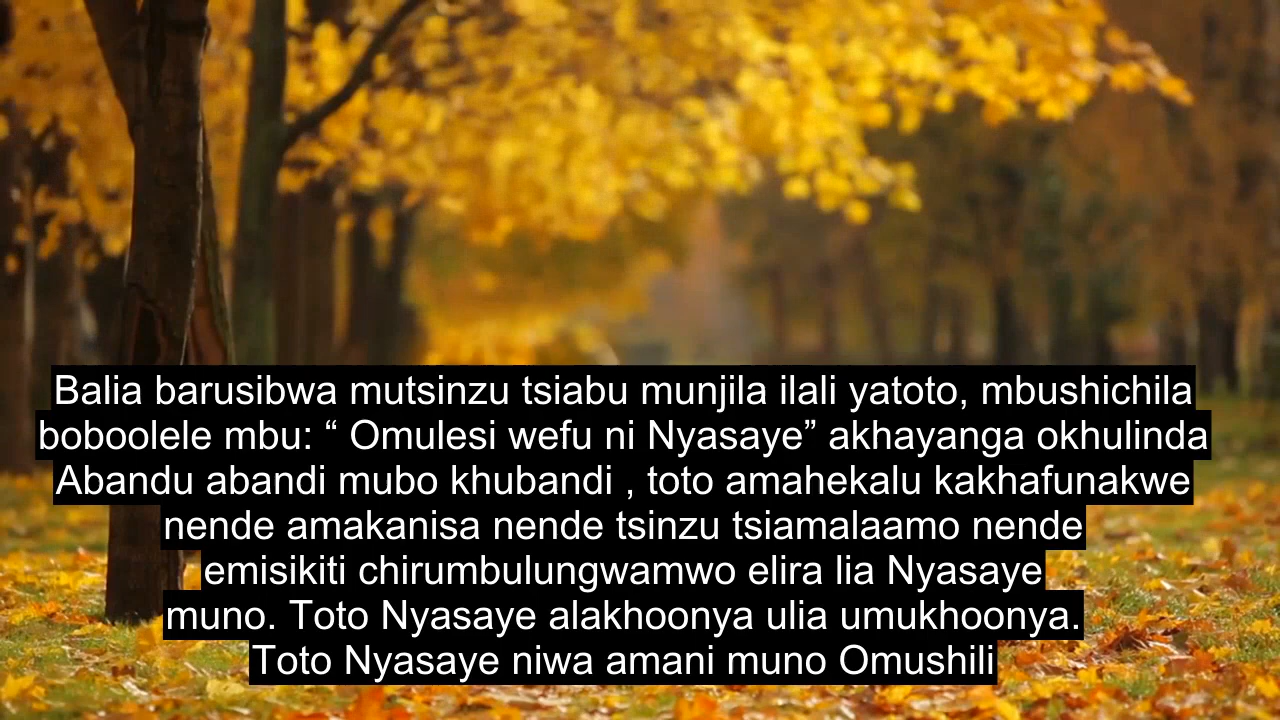 Balia barusibwa mutsinzu tsiabu munjila ilali yatoto, mbushichila
boboolele mbu: “ Omulesi wefu ni Nyasaye” akhayanga okhulinda
Abandu abandi mubo khubandi , toto amahekalu kakhafunakwe
nende amakanisa nende tsinzu tsiamalaamo nende
emisikiti chirumbulungwamwo elira lia Nyasaye
muno. Toto Nyasaye alakhoonya ulia umukhoonya.
Toto Nyasaye niwa amani muno Omushili